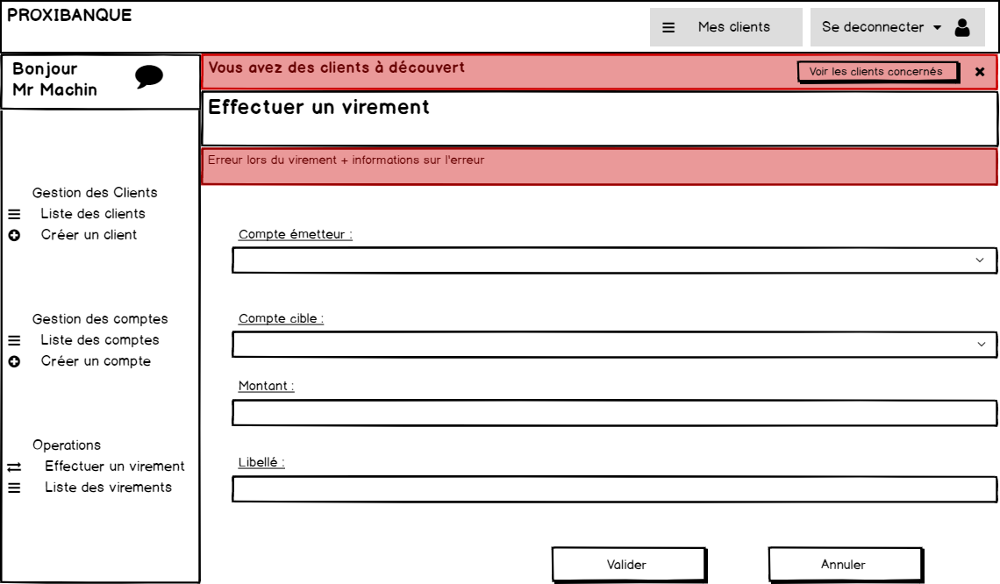 PROXIBANQUE
Mes clients
Se deconnecter
Bonjour
Mr Machin
Vous avez des clients à découvert
Voir les clients concernés
Effectuer un virement
Erreur lors du virement + informations sur l'erreur
Gestion des Clients
Liste des clients
Créer un client
Gestion des comptes
Liste des comptes
Créer un compte
Operations
Effectuer un virement
Liste des virements
Compte émetteur :
Compte cible :
Montant :
Libellé :
Valider
Annuler